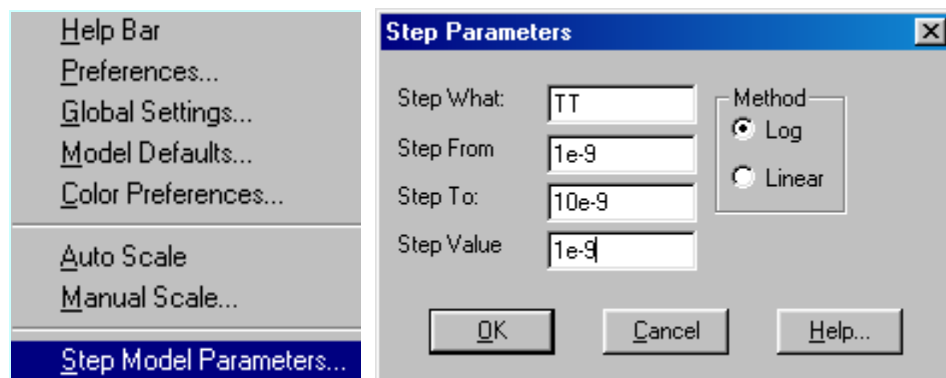 Help Bar
Preferences...
Global Settings...
Model Defaults...
Color Preferences...
Auto Scale
Manual Scale...
Step Model Parameters...
Step Parameters
Step What: TT
Step From 1e-9
Step To: 10e-9
Step Value 1e-9
Method
Log
Linear
OK Cancel Help...